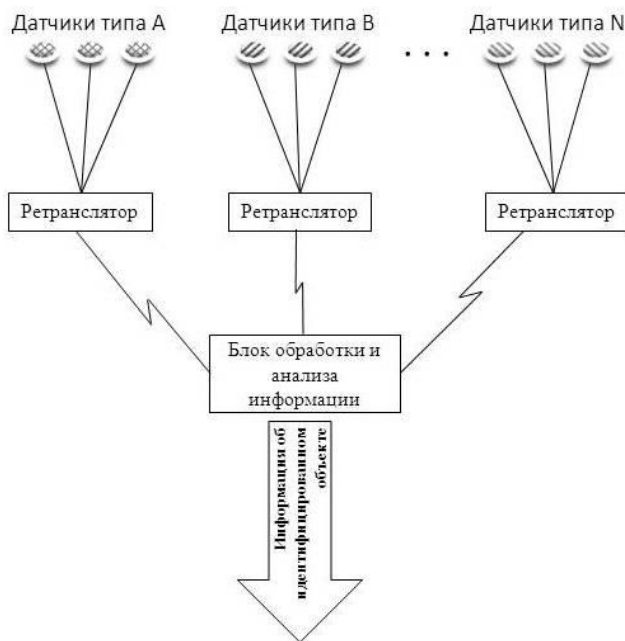 Датчики типа А
Датчики типа В
. . .
Датчики типа N
Ретранслятор
Ретранслятор
Ретранслятор
Блок обработки и
анализа
информации
Информация об
идентифицированном
объекте